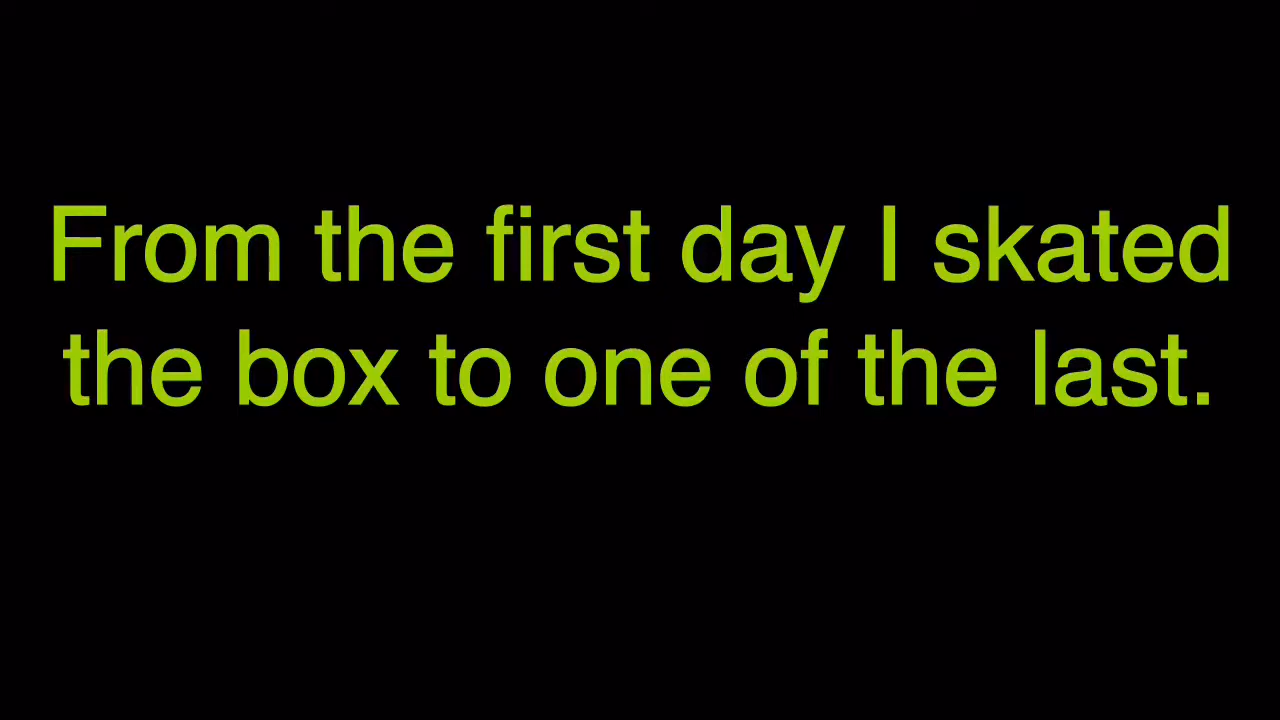 From the first day I skated
the box to one of the last.